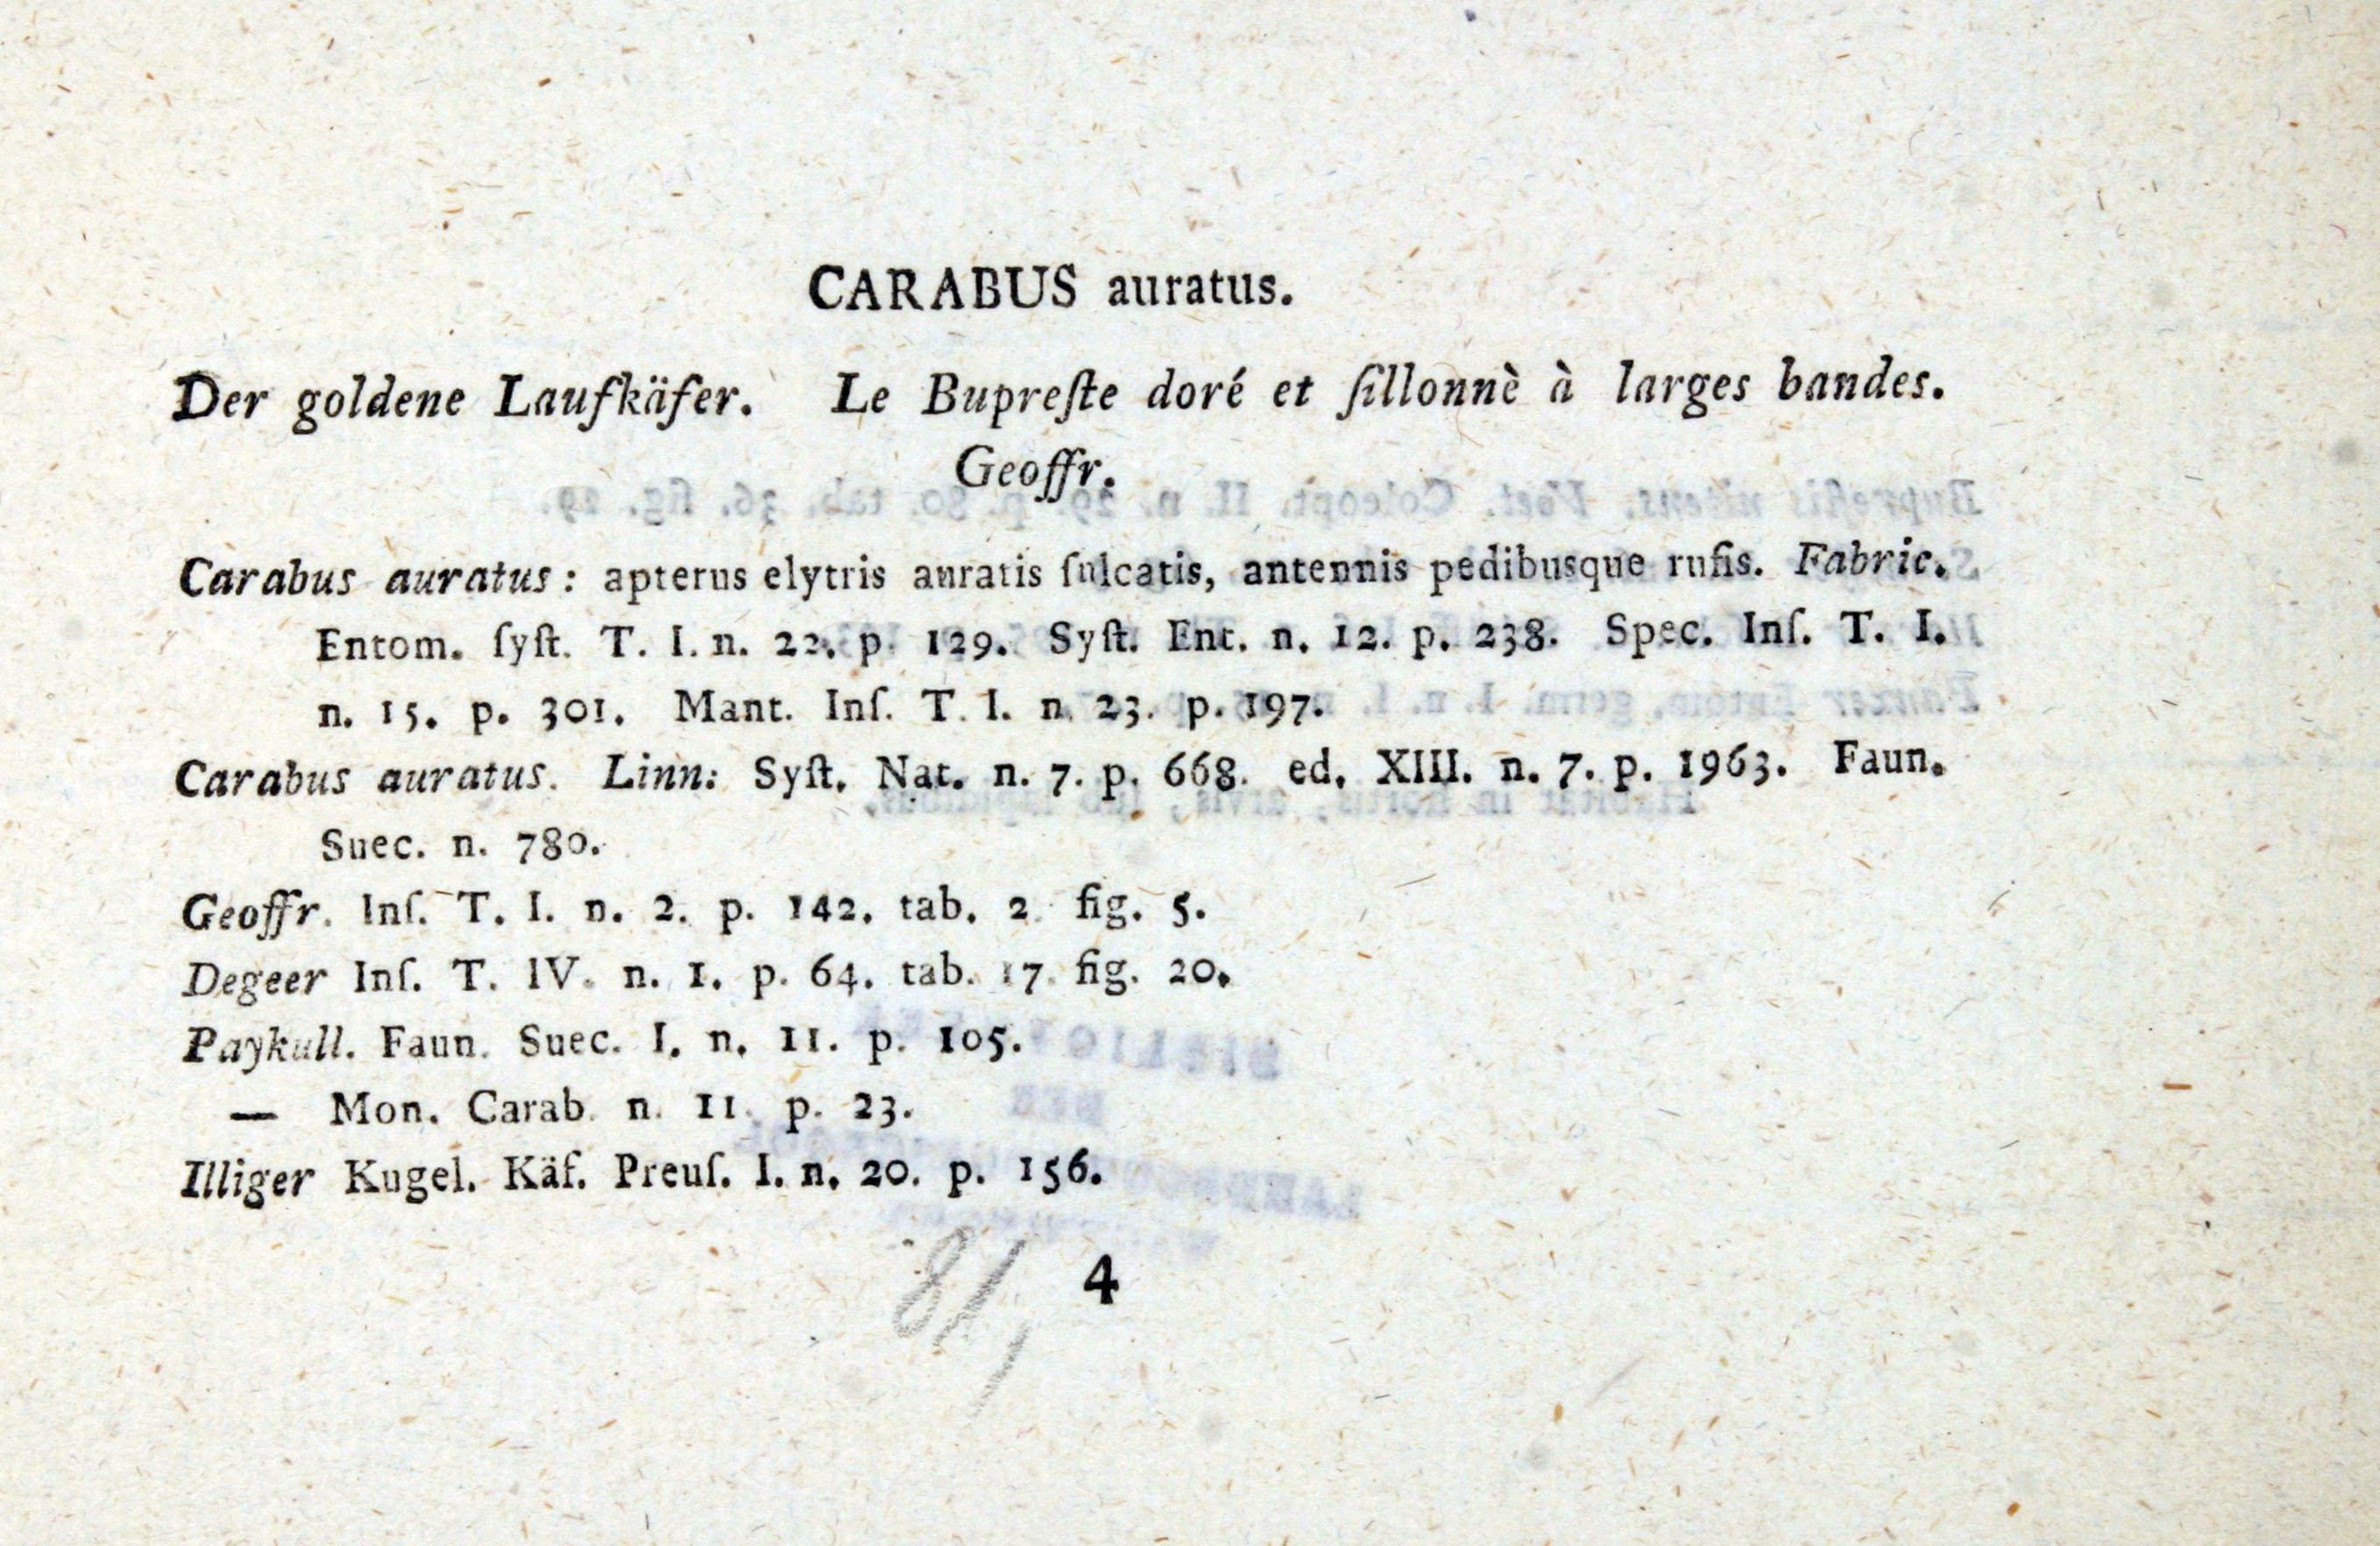 CARABUS auratus.
Der goldene Laufkäfer. Le Bupreſte doré et ſillonnè à larges bandes.
Geoffr.
Carabus auratus: apterus elytris auratis ſulcatis, antennis pedibusque rufis. Fabric.
Entom. ſyſt. T. I. n. 22. p. 129. Syſt. Ent. n. 12. p. 238. Spec. Inſ. T. I.
n. 15. p. 301. Mant. Inſ. T. I. n. 23. p. 197.
Carabus auratus. Linn: Syſt. Nat. n. 7. p. 668. ed. XIII. n. 7. p. 1963. Faun.
Suec. n. 780.
Geoffr. Inſ. T. I. n. 2. p. 142. tab. 2. fig. 5.
Degeer Inſ. T. IV. n. 1. p. 64. tab. 17. fig. 20.
Paykull. Faun. Suec. I. n. 11. p. 105.
— Mon. Carab. n. 11. p. 23.
Illiger Kugel. Käf. Preuſ. I. n. 20. p. 156.
81, 4